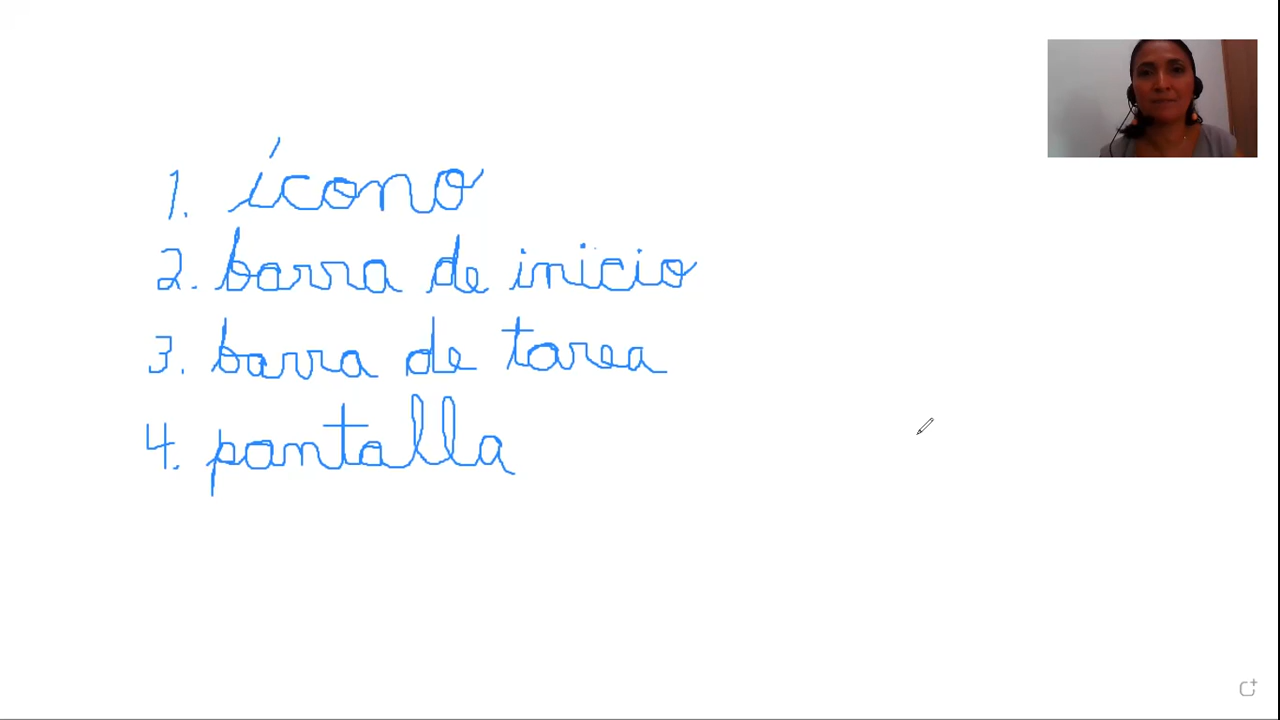 1. ícono
2. barra de inicio
3. barra de tarea
4. pantalla